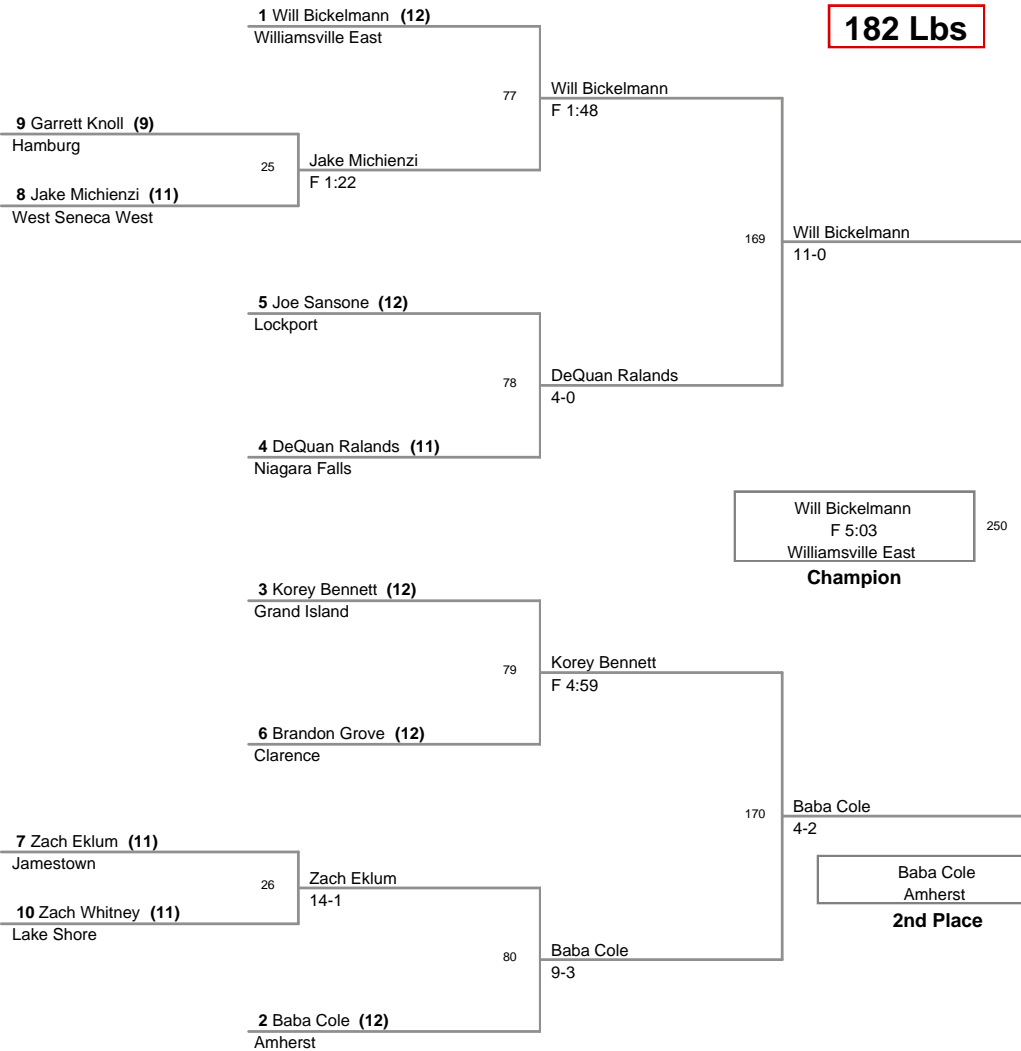 1 Will Bickelmann (12)
Williamsville East
182 Lbs
77
Will Bickelmann
F 1:48
9 Garrett Knoll (9)
Hamburg
25
Jake Michienzi
F 1:22
8 Jake Michienzi (11)
West Seneca West
169
Will Bickelmann
11-0
5 Joe Sansone (12)
Lockport
78
DeQuan Ralands
4-0
4 DeQuan Ralands (11)
Niagara Falls
Will Bickelmann
F 5:03
Williamsville East
250
Champion
3 Korey Bennett (12)
Grand Island
79
Korey Bennett
F 4:59
6 Brandon Grove (12)
Clarence
170
Baba Cole
4-2
7 Zach Eklum (11)
Jamestown
26
Zach Eklum
14-1
10 Zach Whitney (11)
Lake Shore
Baba Cole
Amherst
2nd Place
80
Baba Cole
9-3
2 Baba Cole (12)
Amherst